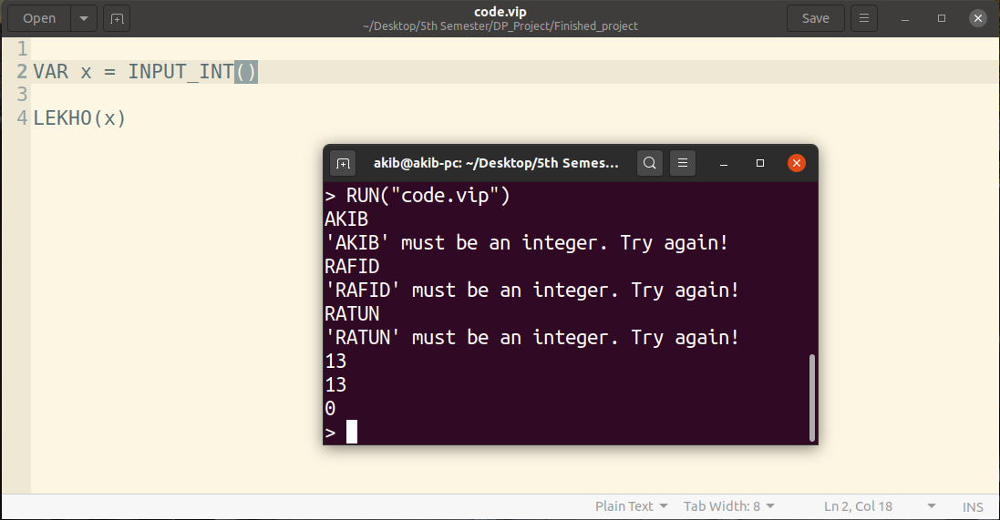 Open
code.vip
~/Desktop/5th Semester/DP_Project/Finished_project
Save
1
2 VAR x = INPUT_INT()
3
4 LEKHO(x)
akib@akib-pc: ~/Desktop/5th Semes...
> RUN("code.vip")
AKIB
'AKIB' must be an integer. Try again!
RAFID
'RAFID' must be an integer. Try again!
RATUN
'RATUN' must be an integer. Try again!
13
13
0
>
Plain Text Tab Width: 8 Ln 2, Col 18 INS